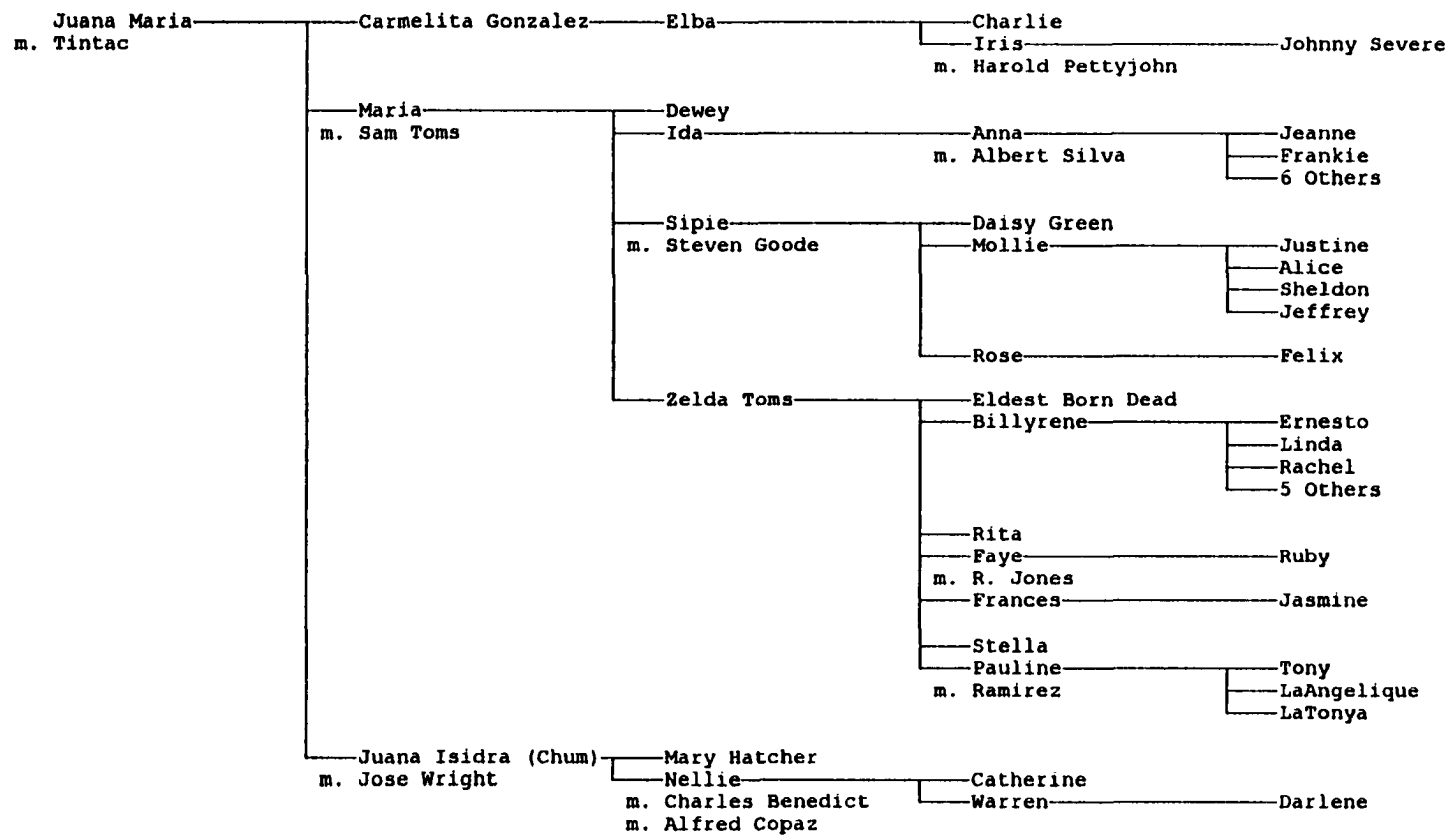 Juana Maria Carmelita Gonzalez Elba Charlie
m. Tintac Iris Johnny Severe
m. Harold Pettyjohn
Maria Dewey
m. Sam Toms Ida Anna Jeanne
m. Albert Silva Frankie
6 Others
Sipie Daisy Green
m. Steven Goode Mollie Justine
Alice
Sheldon
Jeffrey
Rose Felix
Zelda Toms Eldest Born Dead
Billyrene Ernesto
Linda
Rachel
5 Others
Rita
Faye Ruby
m. R. Jones
Frances Jasmine
Stella
Pauline Tony
m. Ramirez LaAngelique
LaTonya
Juana Isidra (Chum) Mary Hatcher
m. Jose Wright Nellie Catherine
m. Charles Benedict Warren Darlene
m. Alfred Copaz